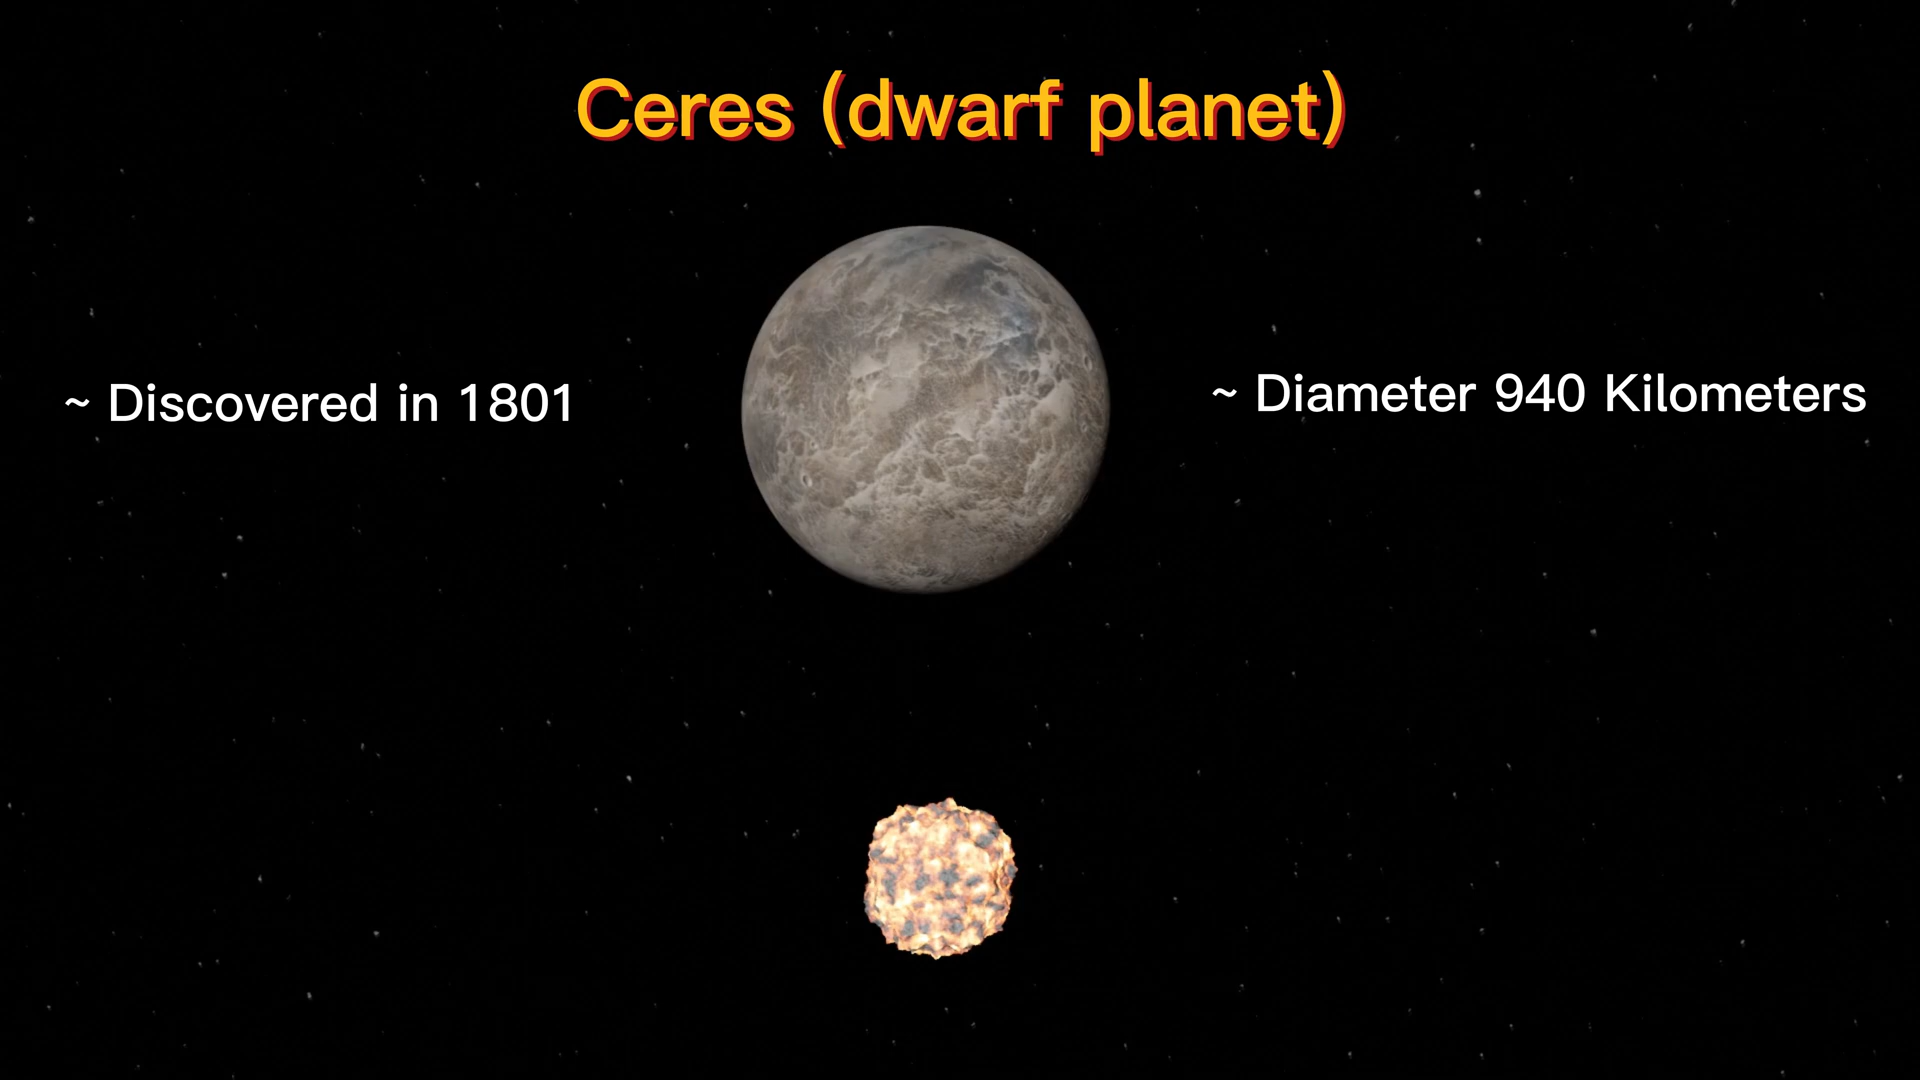 Ceres (dwarf planet)
~ Discovered in 1801
~ Diameter 940 Kilometers